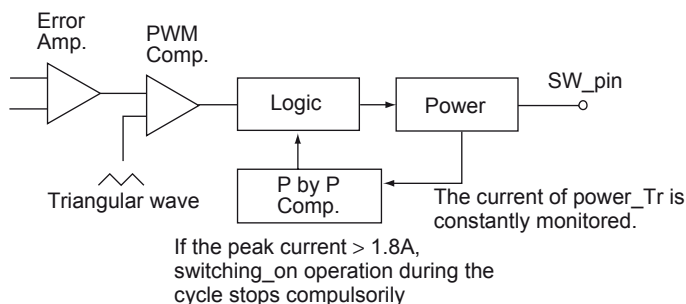 Error
Amp.
PWM
Comp.
SW_pin
Logic
Power
P by P
Comp.
Triangular wave
The current of power_Tr is
constantly monitored.
If the peak current > 1.8A,
switching_on operation during the
cycle stops compulsorily